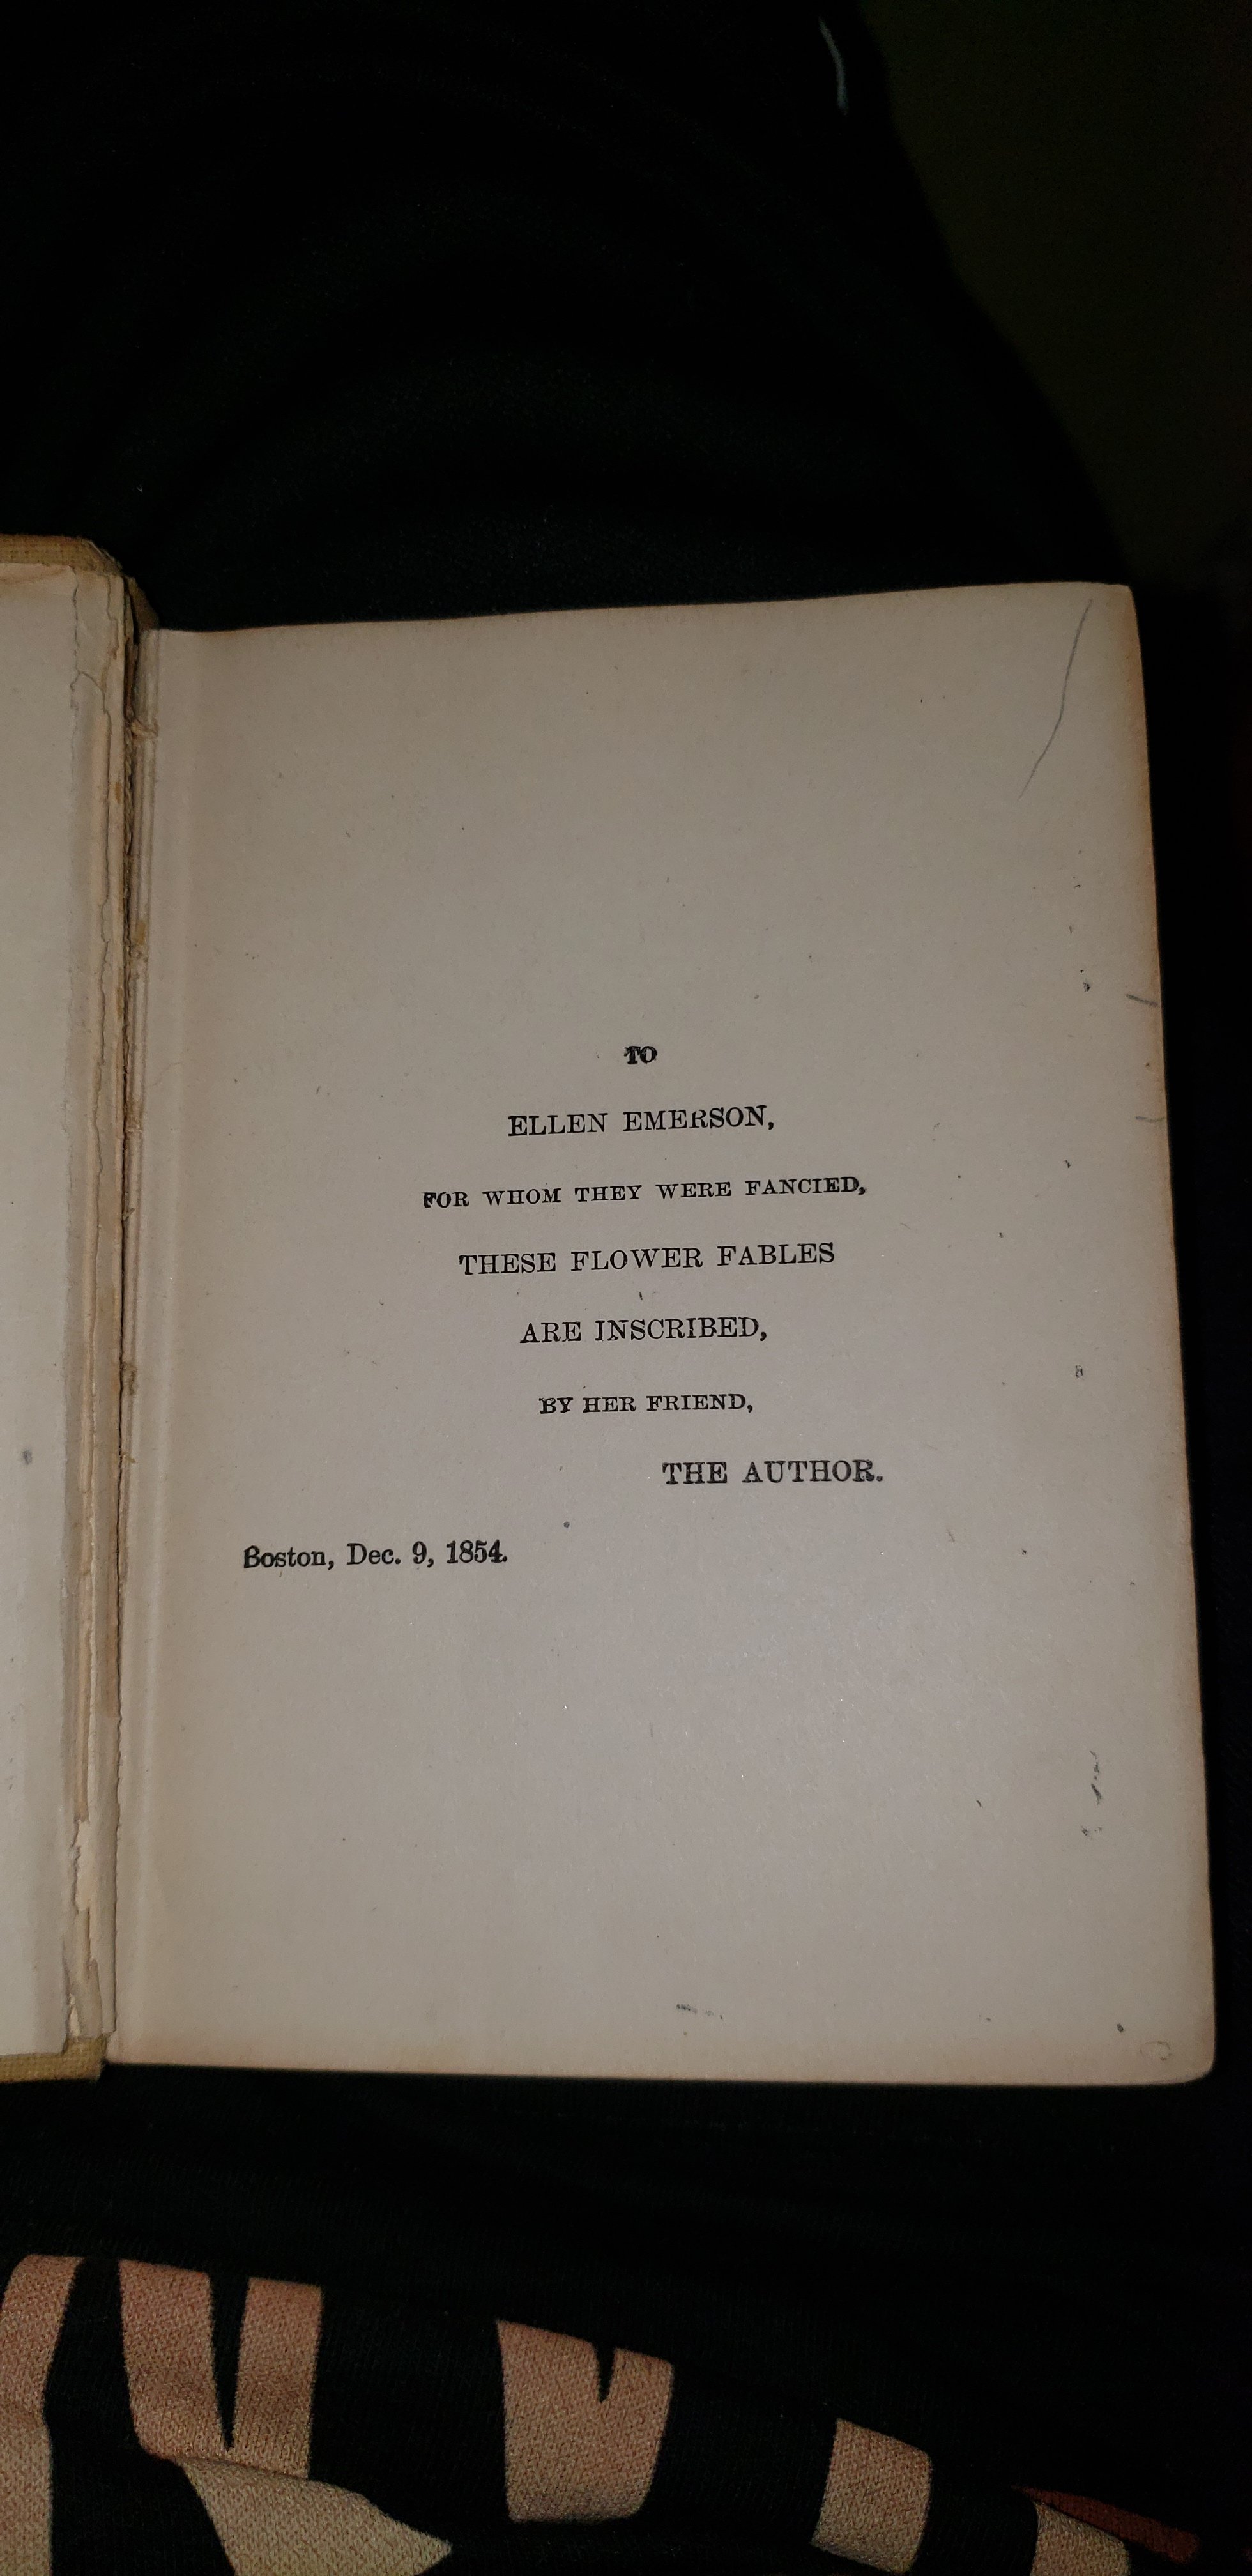 TO
ELLEN EMERSON,
FOR WHOM THEY WERE FANCIED,
THESE FLOWER FABLES
ARE INSCRIBED,
BY HER FRIEND,
THE AUTHOR.
Boston, Dec. 9, 1854.